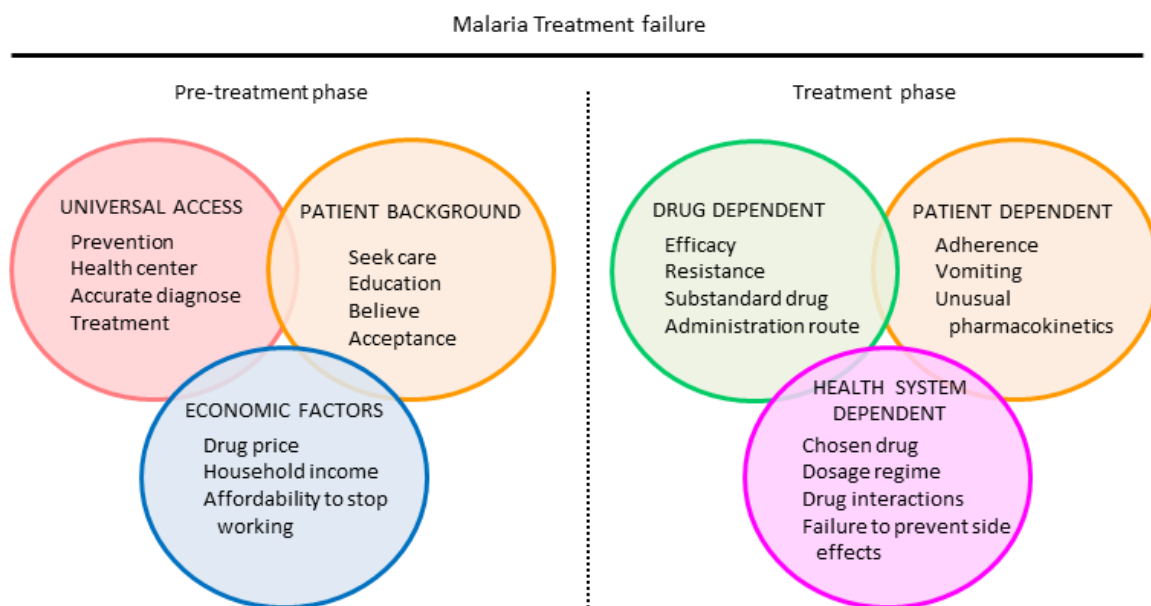 Malaria Treatment failure
Pre-treatment phase
UNIVERSAL ACCESS
Prevention
Health center
Accurate diagnose
Treatment
PATIENT BACKGROUND
Seek care
Education
Believe
Acceptance
ECONOMIC FACTORS
Drug price
Household income
Affordability to stop
working
Treatment phase
DRUG DEPENDENT
Efficacy
Resistance
Substandard drug
Administration route
PATIENT DEPENDENT
Adherence
Vomiting
Unusual
pharmacokinetics
HEALTH SYSTEM
DEPENDENT
Chosen drug
Dosage regime
Drug interactions
Failure to prevent side
effects